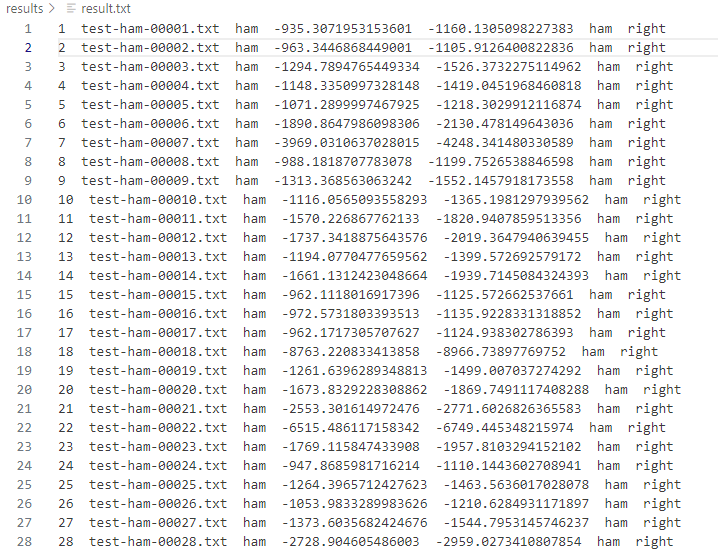 results > result.txt
1 1 test-ham-00001.txt ham -935.3071953153601 -1160.1305098227383 ham right
2 2 test-ham-00002.txt ham -963.3446868449001 -1105.9126400822836 ham right
3 3 test-ham-00003.txt ham -1294.7894765449334 -1526.3732275114962 ham right
4 4 test-ham-00004.txt ham -1148.3350997328148 -1419.0451968460818 ham right
5 5 test-ham-00005.txt ham -1071.2899997467925 -1218.3029912116874 ham right
6 6 test-ham-00006.txt ham -1890.8647986098306 -2130.478149643036 ham right
7 7 test-ham-00007.txt ham -3969.0310637028015 -4248.341480330589 ham right
8 8 test-ham-00008.txt ham -988.1818707783078 -1199.7526538846598 ham right
9 9 test-ham-00009.txt ham -1313.368563063242 -1552.1457918173558 ham right
10 10 test-ham-00010.txt ham -1116.0565093558293 -1365.1981297939562 ham right
11 11 test-ham-00011.txt ham -1570.226867762133 -1820.9407859513356 ham right
12 12 test-ham-00012.txt ham -1737.3418875643576 -2019.3647940639455 ham right
13 13 test-ham-00013.txt ham -1194.0770477659562 -1399.572692579172 ham right
14 14 test-ham-00014.txt ham -1661.1312423048664 -1939.7145084324393 ham right
15 15 test-ham-00015.txt ham -962.1118016917396 -1125.572662537661 ham right
16 16 test-ham-00016.txt ham -972.5731803393513 -1135.9228331318852 ham right
17 17 test-ham-00017.txt ham -962.1717305707627 -1124.938302786393 ham right
18 18 test-ham-00018.txt ham -8763.220833413858 -8966.73897769752 ham right
19 19 test-ham-00019.txt ham -1261.6396289348813 -1499.007037274292 ham right
20 20 test-ham-00020.txt ham -1673.8329228308862 -1869.7491117408288 ham right
21 21 test-ham-00021.txt ham -2553.301614972476 -2771.6026826365583 ham right
22 22 test-ham-00022.txt ham -6515.486117158342 -6749.445348215974 ham right
23 23 test-ham-00023.txt ham -1769.115847433908 -1957.8103294152102 ham right
24 24 test-ham-00024.txt ham -947.8685981716214 -1110.1443602708941 ham right
25 25 test-ham-00025.txt ham -1264.3965712427623 -1463.5636017028078 ham right
26 26 test-ham-00026.txt ham -1053.9833289983626 -1210.6284931171897 ham right
27 27 test-ham-00027.txt ham -1373.6035682424676 -1544.7953145746237 ham right
28 28 test-ham-00028.txt ham -2728.904605486003 -2959.0273410807854 ham right